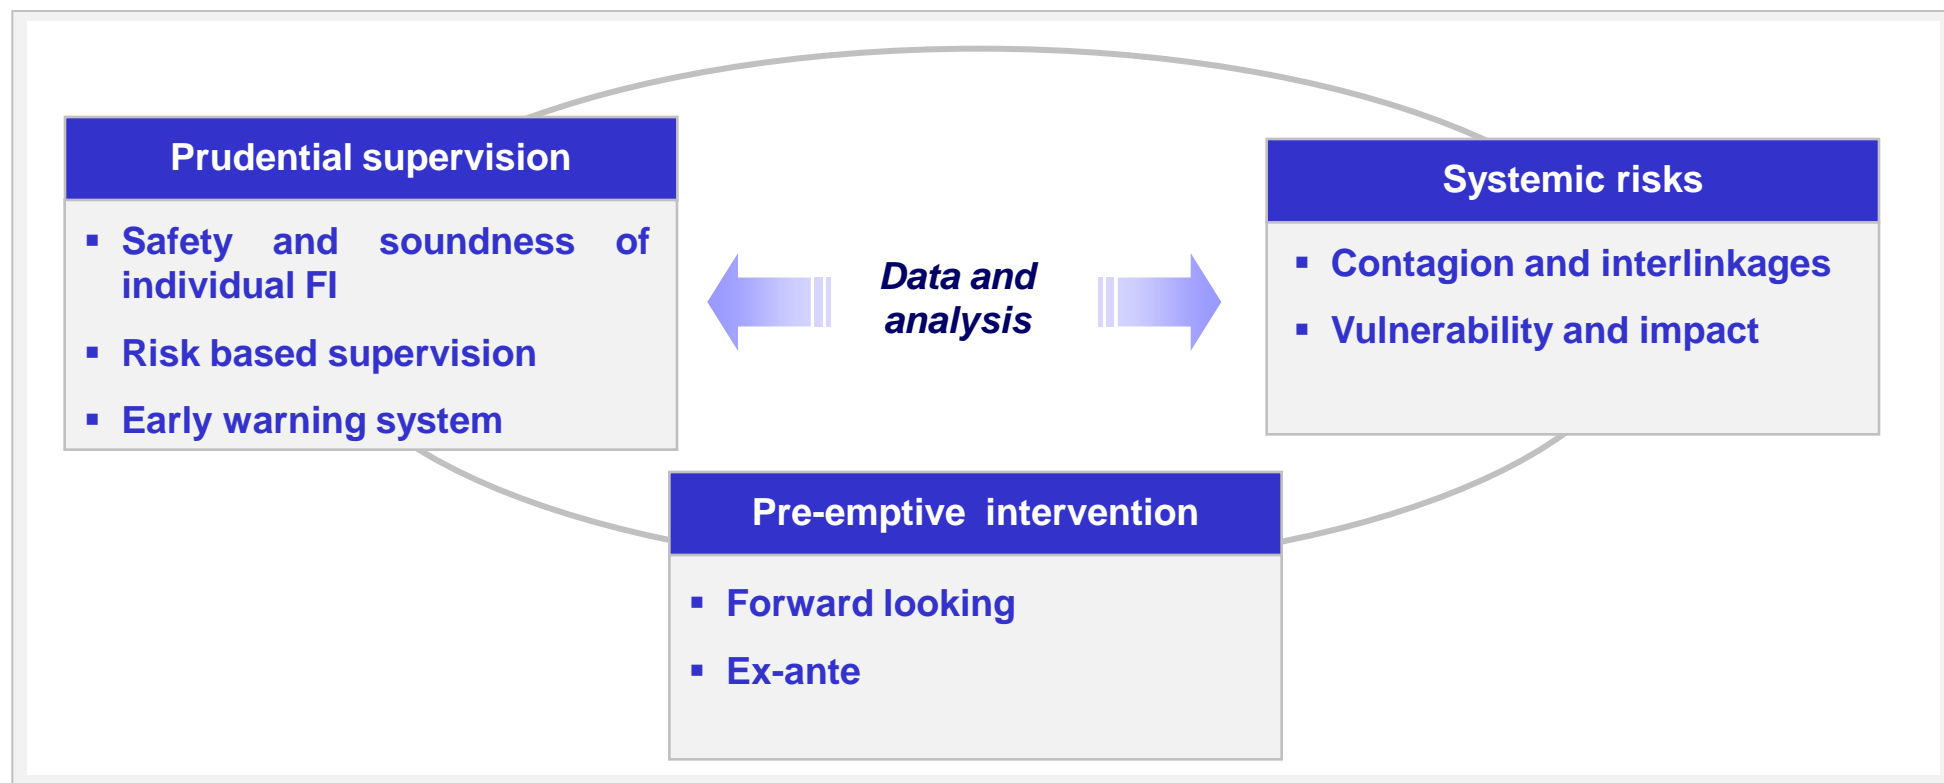 Prudential supervision
▪ Safety and soundness of
individual FI
▪ Risk based supervision
▪ Early warning system
Data and
analysis
Systemic risks
▪ Contagion and interlinkages
▪ Vulnerability and impact
Pre-emptive intervention
▪ Forward looking
▪ Ex-ante